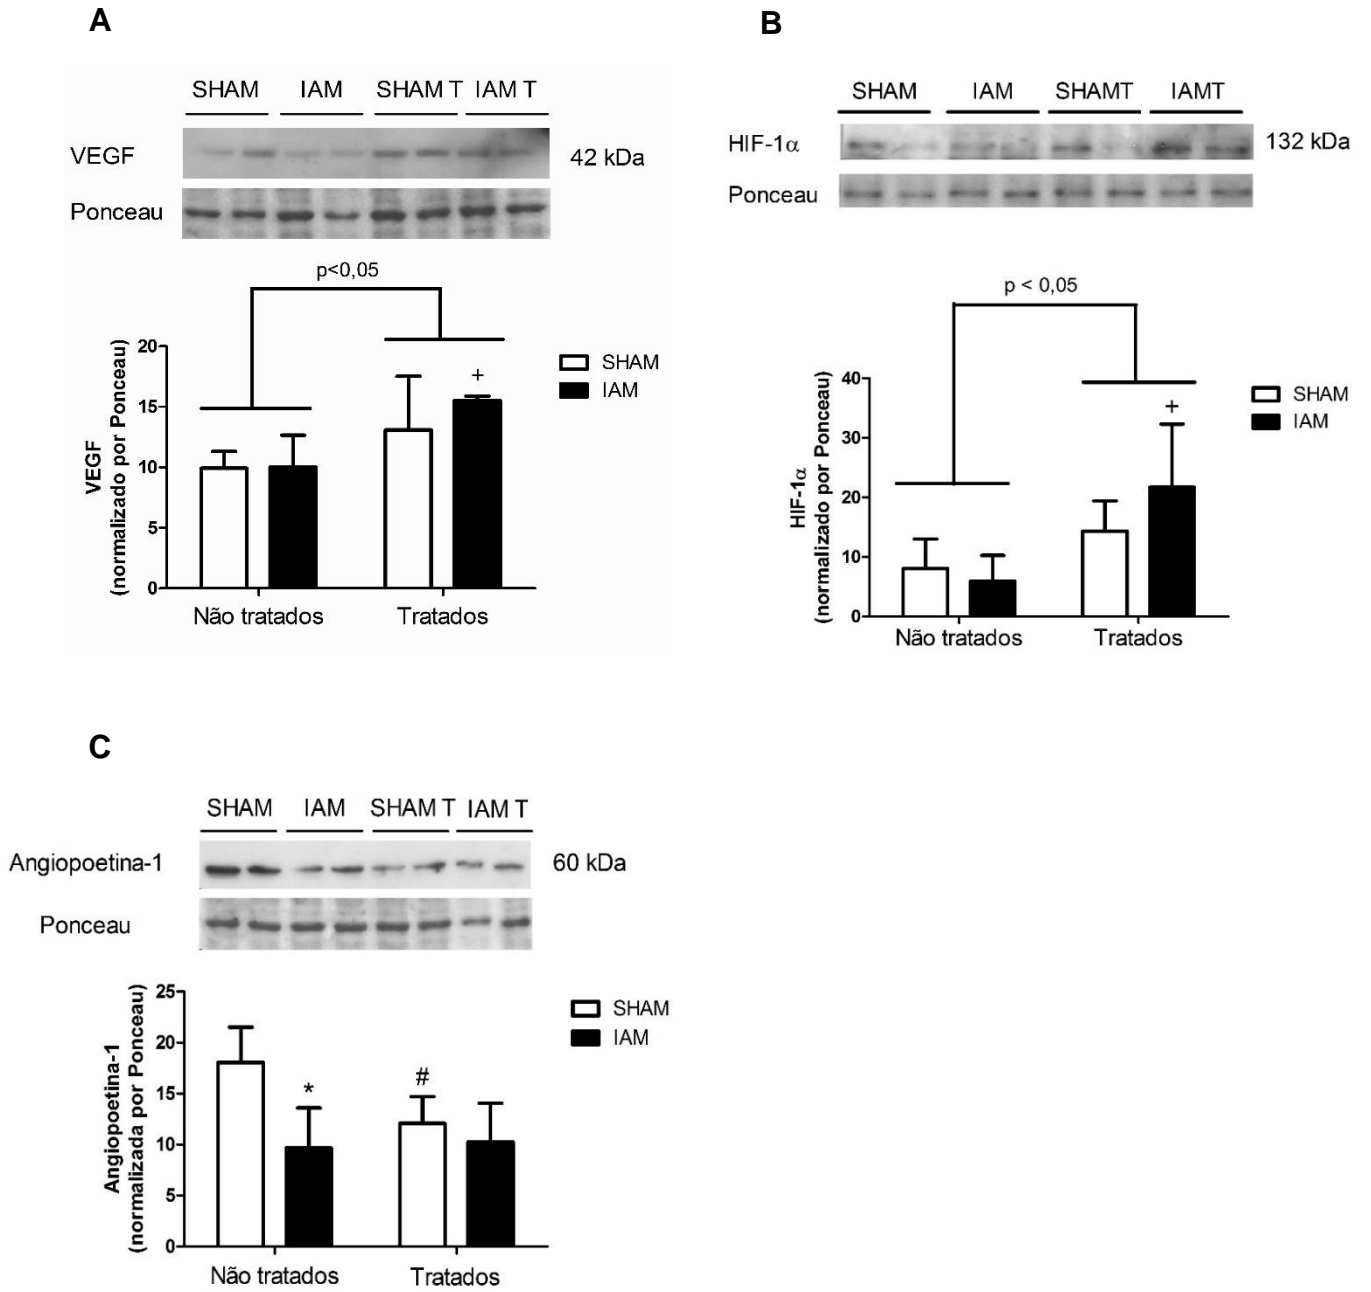 A
SHAM IAM SHAM T IAM T
VEGF 42 kDa
Ponceau
p<0,05
VEGF
(normalizado por Ponceau)
20
15
10
5
0
+
SHAM
IAM
Não tratados Tratados
B
SHAM IAM SHAMT IAMT
HIF-1α 132 kDa
Ponceau
p < 0,05
HIF-1α
(normalizado por Ponceau)
40
30
20
10
0
+
SHAM
IAM
Não tratados Tratados
C
SHAM IAM SHAM T IAM T
Angiopoetina-1 60 kDa
Ponceau
Angiopoetina-1
(normalizada por Ponceau)
25
20
15
10
5
0
* #
SHAM
IAM
Não tratados Tratados